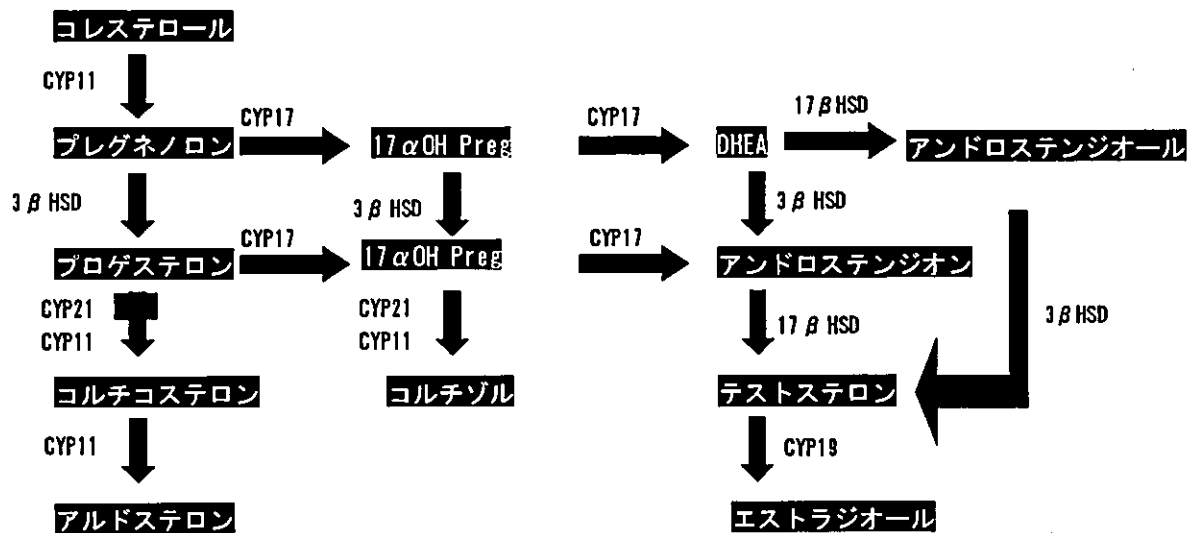 コレステロール
CYP11
プレグネノロン
CYP17
17αOH Preg
CYP17
DHEA
17βHSD
アンドロステンジオール
3βHSD
3βHSD
3βHSD
プロゲステロン
CYP17
17αOH Preg
CYP17
アンドロステンジオン
CYP21
CYP11
CYP21
CYP11
17βHSD
3βHSD
コルチコステロン
コルチゾル
テストステロン
CYP11
CYP19
アルドステロン
エストラジオール